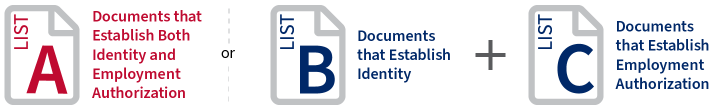 LIST
A
Documents that
Establish Both
Identity and
Employment
Authorization
or
LIST
B
Documents
that Establish
Identity
+
LIST
C
Documents
that Establish
Employment
Authorization